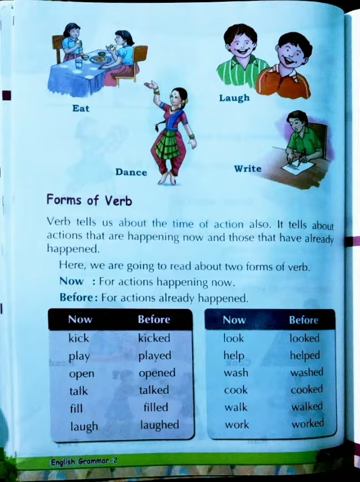 Eat
Laugh
Dance
Write
Forms of Verb
Verb tells us about the time of action also. It tells about
actions that are happening now and those that have already
happened.
Here, we are going to read about two forms of verb.
Now : For actions happening now.
Before : For actions already happened.
Now Before
kick kicked
play played
open opened
talk talked
fill filled
laugh laughed
Now Before
look looked
help helped
wash washed
cook cooked
walk walked
work worked
English Grammar-2